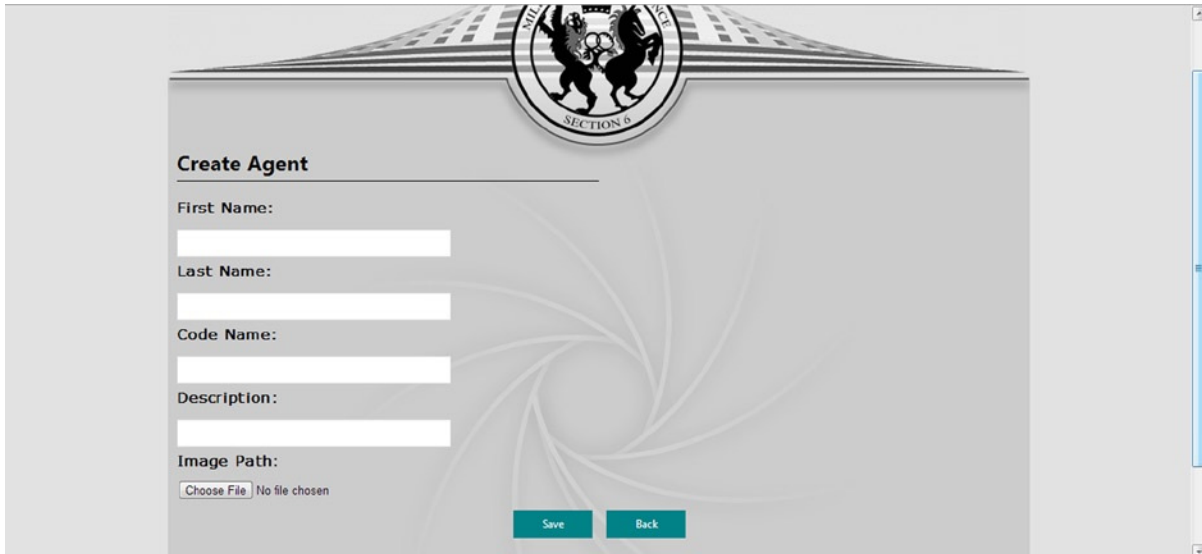 SECTION 6
Create Agent
First Name:
Last Name:
Code Name:
Description:
Image Path:
Choose File No file chosen
Save Back